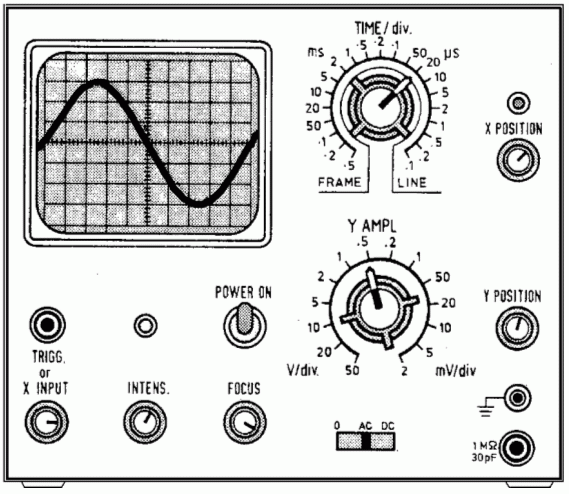 TIME/div.
ms 5 2 1 .5 .2 .1 50 20 µs
10 10
20 5
50 2
.1 1
.2 .5
.5 .2
.1
FRAME LINE
X POSITION
Y AMPL
.5 .2
1 .1
2 50
5 20
10 10
20 5
V/div. 50 2 mV/div
POWER ON
Y POSITION
TRIGG.
or
X INPUT
INTENS.
FOCUS
0 AC DC
1 MΩ
30pF